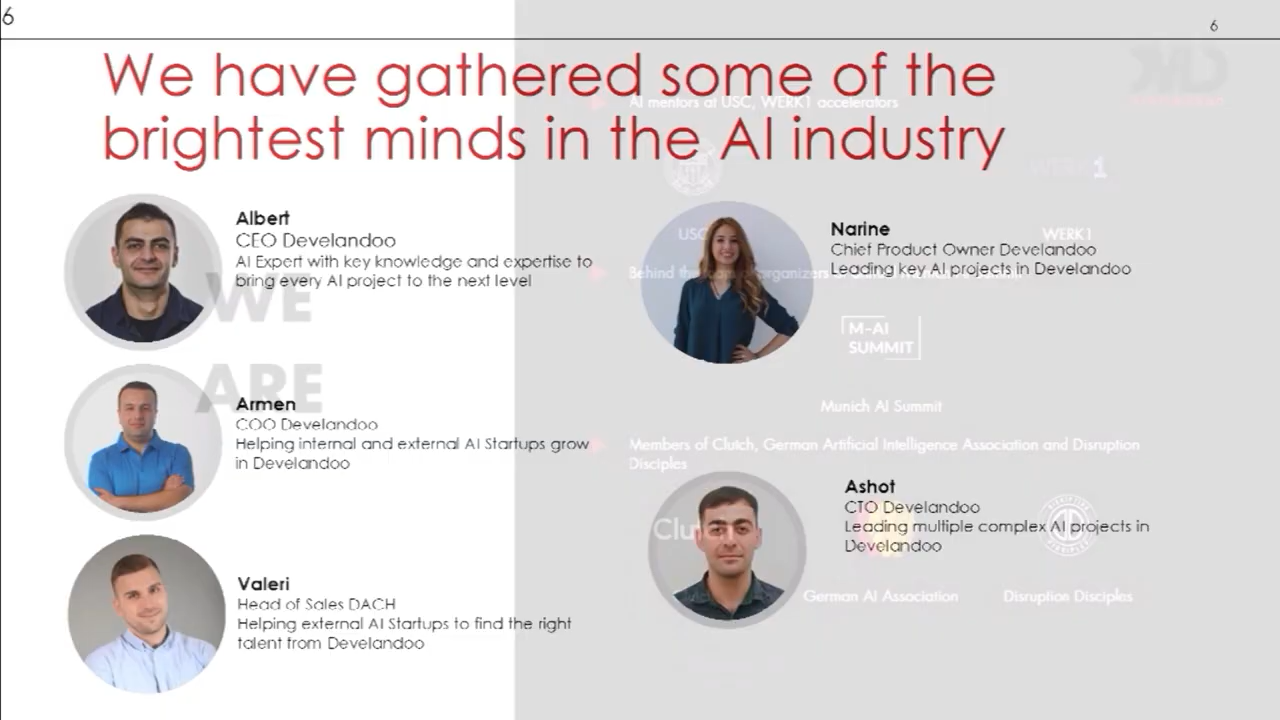 6
6
We have gathered some of the
brightest minds in the AI industry
AI mentors at USC, WERK1 accelerators
WERK1
Albert
CEO Develandoo
AI Expert with key knowledge and expertise to
bring every AI project to the next level
WE
ARE
Narine
Chief Product Owner Develandoo
Leading key AI projects in Develandoo
USC
WERK1
Behind the
organizers
M-AI
SUMMIT
Munich AI Summit
Armen
COO Develandoo
Helping internal and external AI Startups grow
in Develandoo
Members of Clutch, German Artificial Intelligence Association and Disruption
Disciples
Ashot
CTO Develandoo
Leading multiple complex AI projects in
Develandoo
German AI Association
Disruption Disciples
Valeri
Head of Sales DACH
Helping external AI Startups to find the right
talent from Develandoo